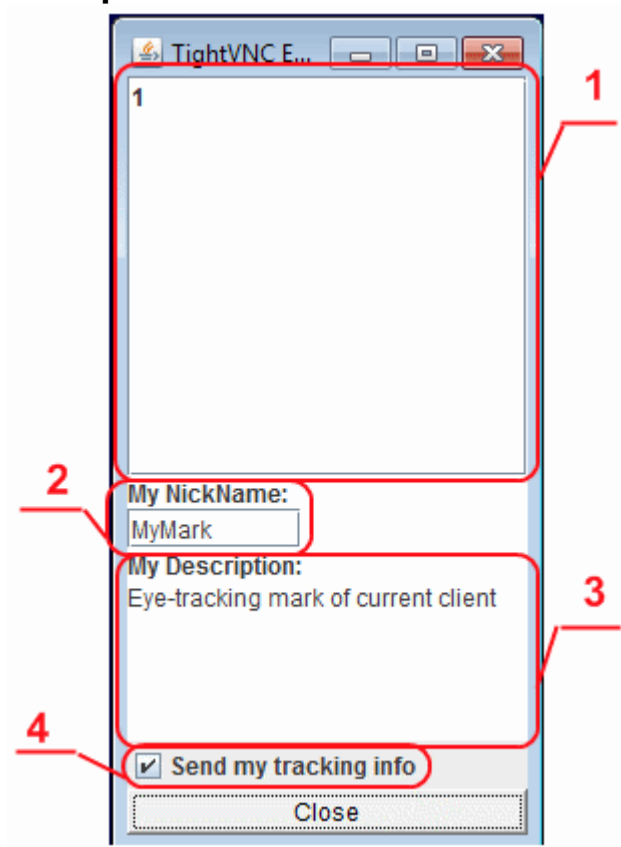 TightVNC E...
1
1
2
My NickName:
MyMark
My Description:
Eye-tracking mark of current client
3
4
Send my tracking info
Close